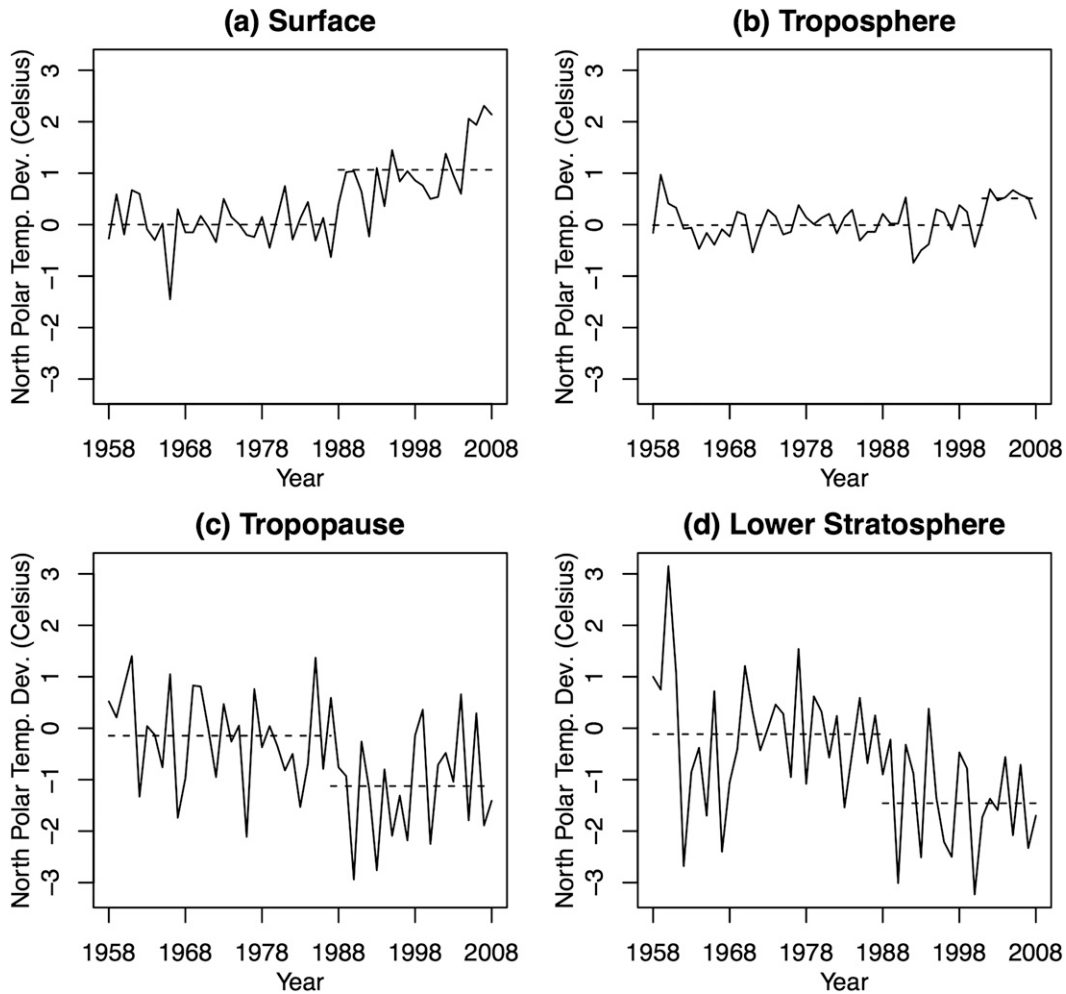 (a) Surface
North Polar Temp. Dev. (Celsius)
3
2
1
0
−1
−2
−3
1958 1968 1978 1988 1998 2008
Year
(b) Troposphere
North Polar Temp. Dev. (Celsius)
3
2
1
0
−1
−2
−3
1958 1968 1978 1988 1998 2008
Year
(c) Tropopause
North Polar Temp. Dev. (Celsius)
3
2
1
0
−1
−2
−3
1958 1968 1978 1988 1998 2008
Year
(d) Lower Stratosphere
North Polar Temp. Dev. (Celsius)
3
2
1
0
−1
−2
−3
1958 1968 1978 1988 1998 2008
Year